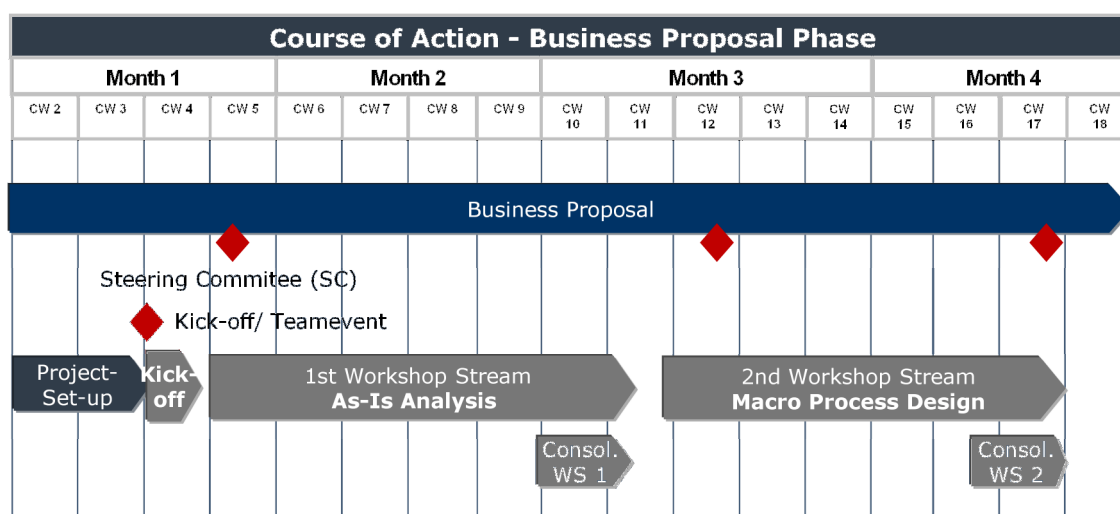 Course of Action - Business Proposal Phase
Month 1 Month 2 Month 3 Month 4
CW 2 CW 3 CW 4 CW 5 CW 6 CW 7 CW 8 CW 9 CW 10 CW 11 CW 12 CW 13 CW 14 CW 15 CW 16 CW 17 CW 18
Business Proposal
Steering Commitee (SC)
Kick-off/ Teamevent
Project-
Set-up
Kick-
off
1st Workshop Stream
As-Is Analysis
2nd Workshop Stream
Macro Process Design
Consol.
WS 1
Consol.
WS 2